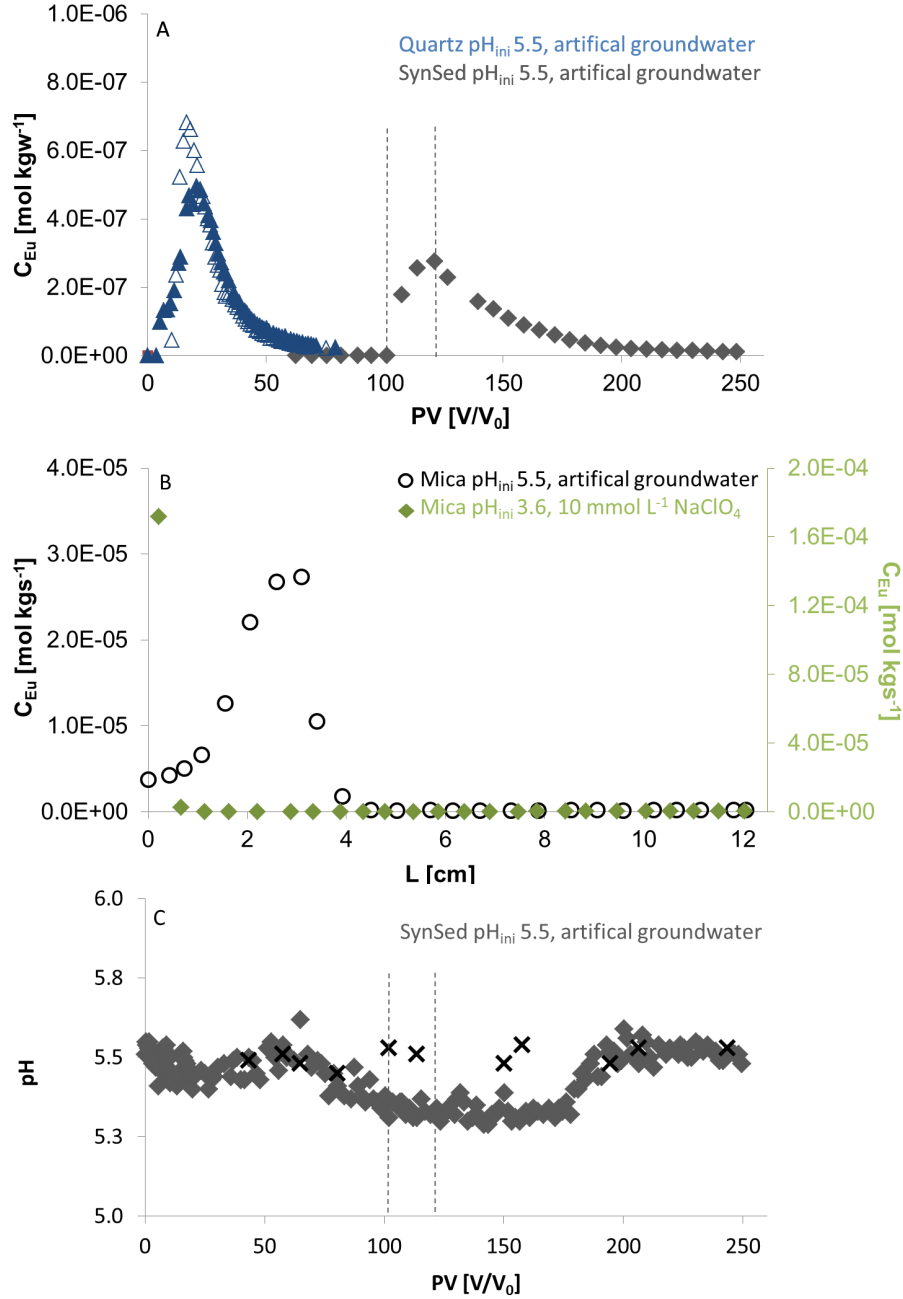 A
Quartz pHini 5.5, artifical groundwater
SynSed pHini 5.5, artifical groundwater
CEu [mol kgw-1]
1.0E-06
8.0E-07
6.0E-07
4.0E-07
2.0E-07
0.0E+00
0 50 100 150 200 250
PV [V/V0]
B
Mica pHini 5.5, artifical groundwater
Mica pHini 3.6, 10 mmol L-1 NaClO4
CEu [mol kgs-1]
4.0E-05
3.0E-05
2.0E-05
1.0E-05
0.0E+00
2.0E-04
1.6E-04
1.2E-04
8.0E-05
4.0E-05
0.0E+00
CEu [mol kgs-1]
0 2 4 6 8 10 12
L [cm]
C
SynSed pHini 5.5, artifical groundwater
pH
6.0
5.8
5.5
5.3
5.0
0 50 100 150 200 250
PV [V/V0]